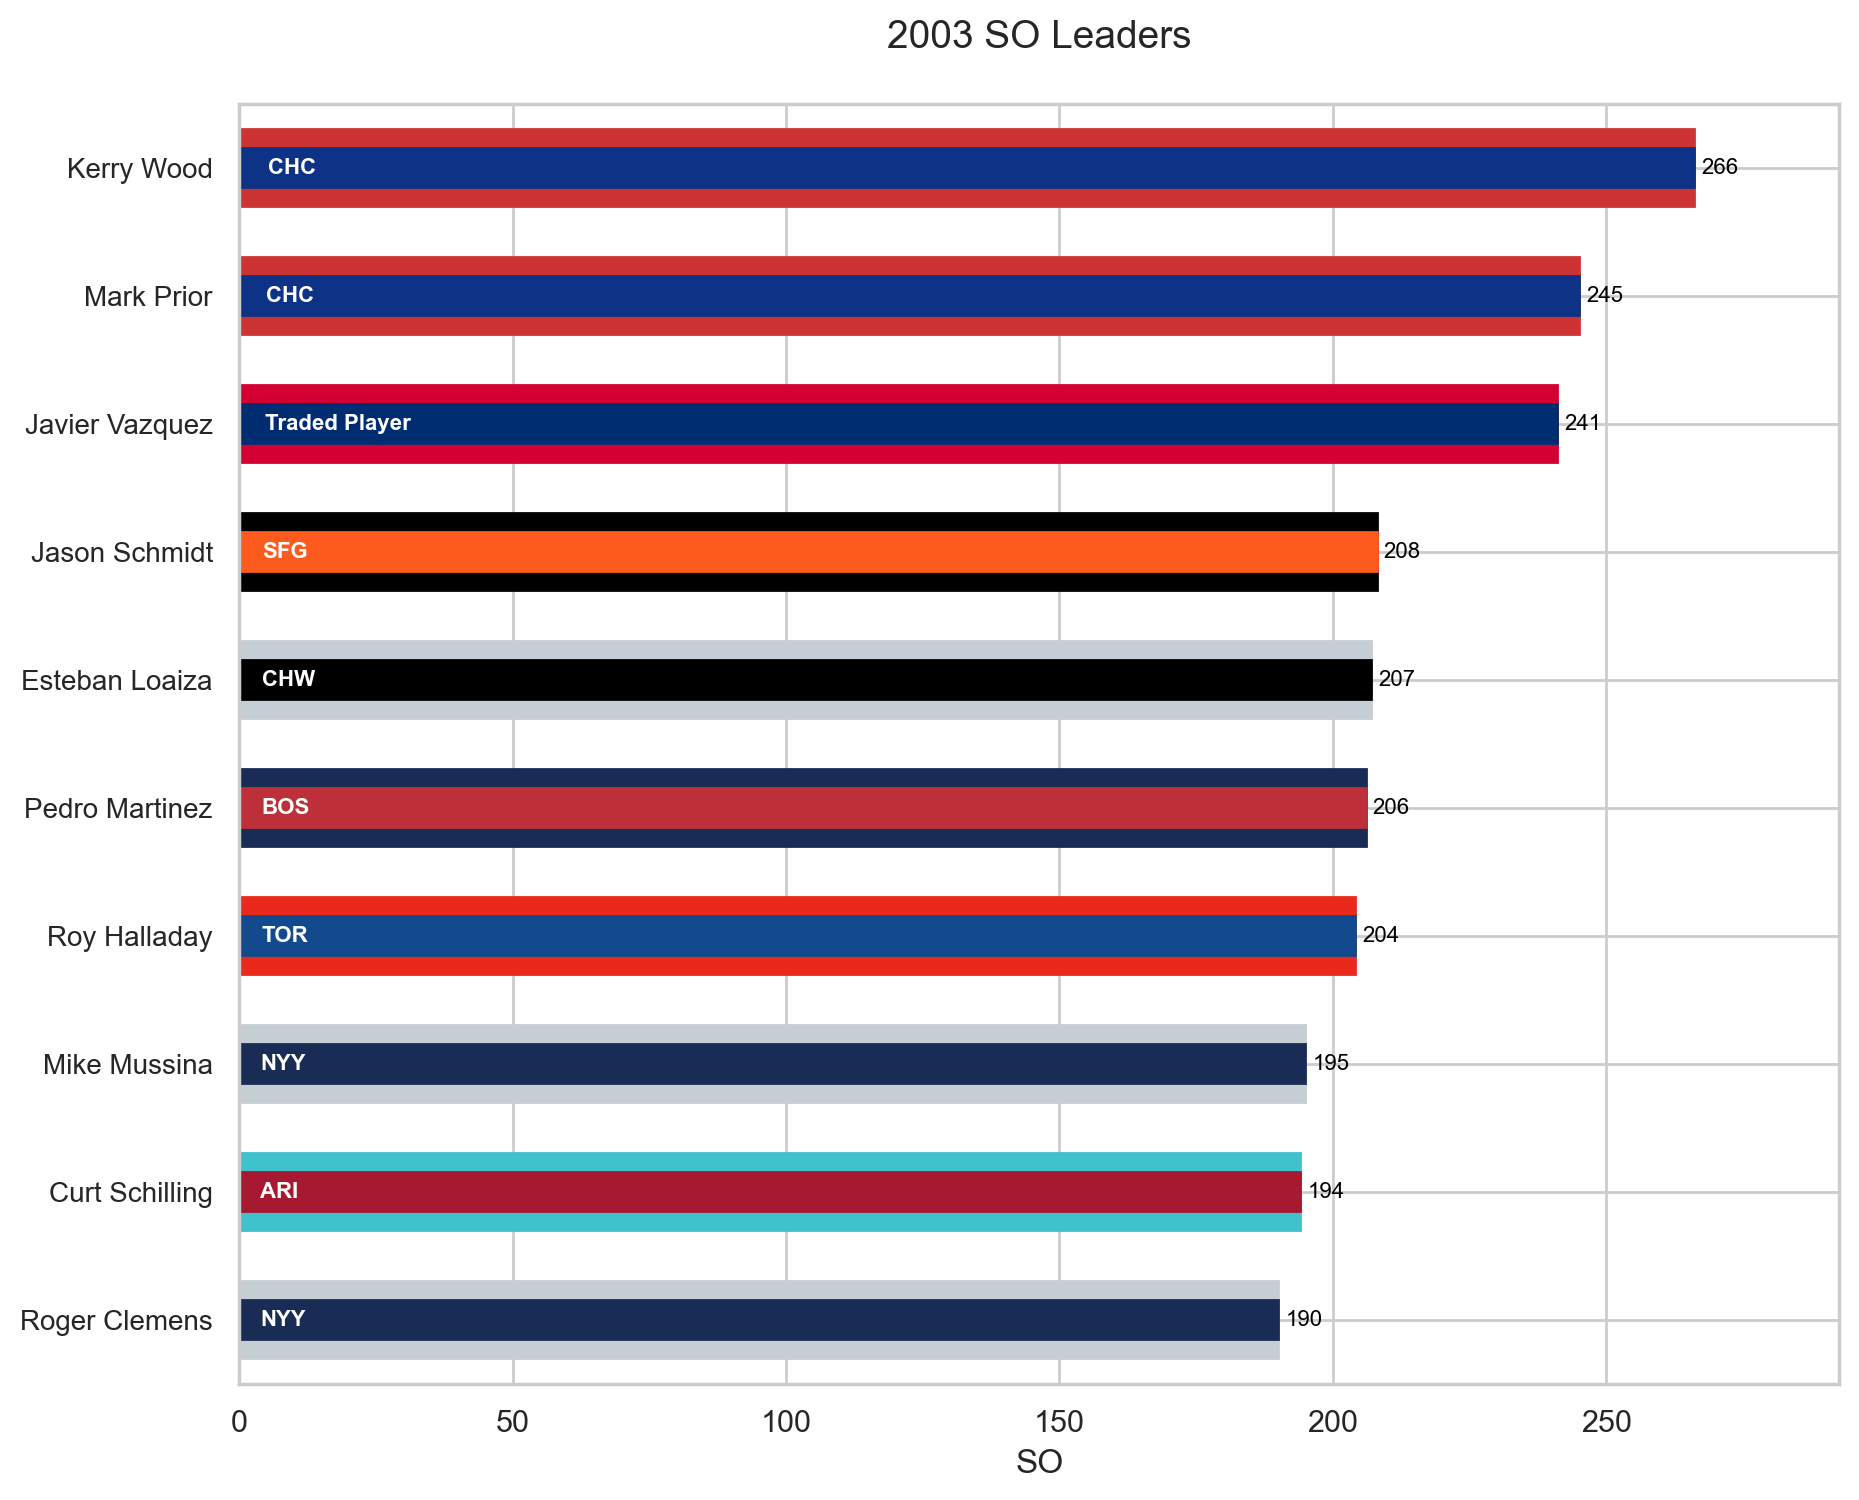 2003 SO Leaders
Kerry Wood CHC 266
Mark Prior CHC 245
Javier Vazquez Traded Player 241
Jason Schmidt SFG 208
Esteban Loaiza CHW 207
Pedro Martinez BOS 206
Roy Halladay TOR 204
Mike Mussina NYY 195
Curt Schilling ARI 194
Roger Clemens NYY 190
0 50 100 150 200 250
SO